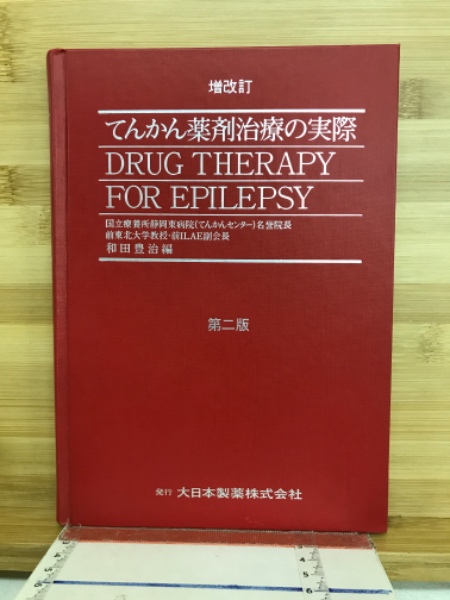 増改訂
てんかん薬剤治療の実際
DRUG THERAPY
FOR EPILEPSY
国立療養所静岡東病院(てんかんセンター)名誉院長
前東北大学教授・前ILAE副会長
和田豊治編
第二版
発行 大日本製薬株式会社